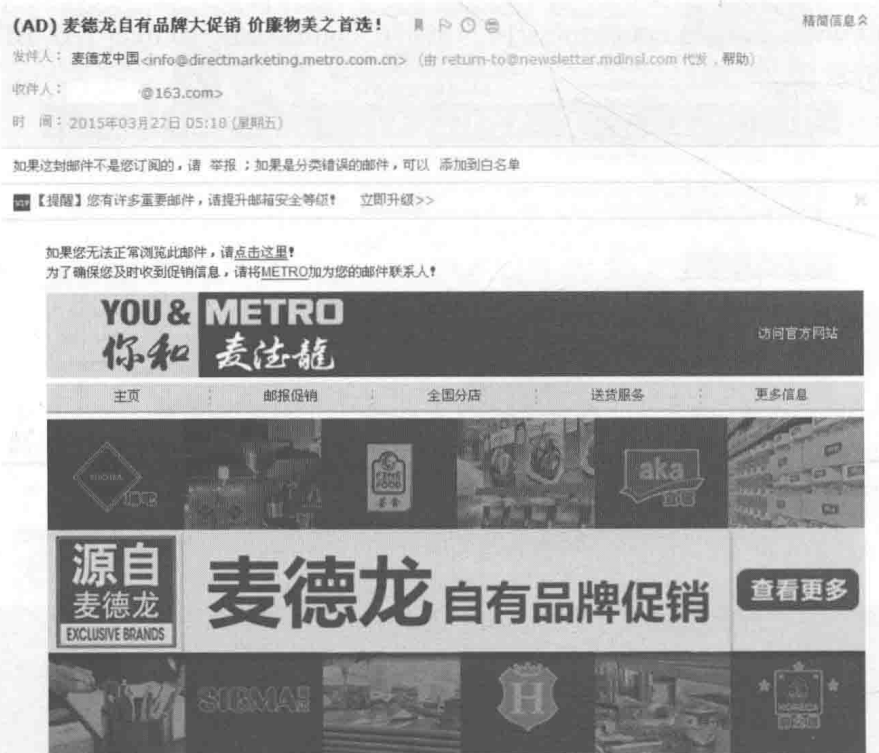 (AD) 麦德龙自有品牌大促销 价廉物美之首选！
精简信息
发件人：麦德龙中国<info@directmarketing.metro.com.cn>（由 return-to@newsletter.mdinsl.com 代发，帮助）
收件人： @163.com>
时 间：2015年03月27日 05:18 (星期五)
如果这封邮件不是您订阅的，请 举报 ；如果是分类错误的邮件，可以 添加到白名单
【提醒】您有许多重要邮件，请提升邮箱安全等级！ 立即升级>>
如果您无法正常浏览此邮件，请点击这里！
为了确保您及时收到促销信息，请将METRO加为您的邮件联系人！
YOU & METRO
你和 麦德龍
访问官方网站
主页 邮报促销 全国分店 送货服务 更多信息
FINE FOOD
aka
源自
麦德龙
EXCLUSIVE BRANDS
麦德龙自有品牌促销
查看更多
SIGMA
H
HORECA